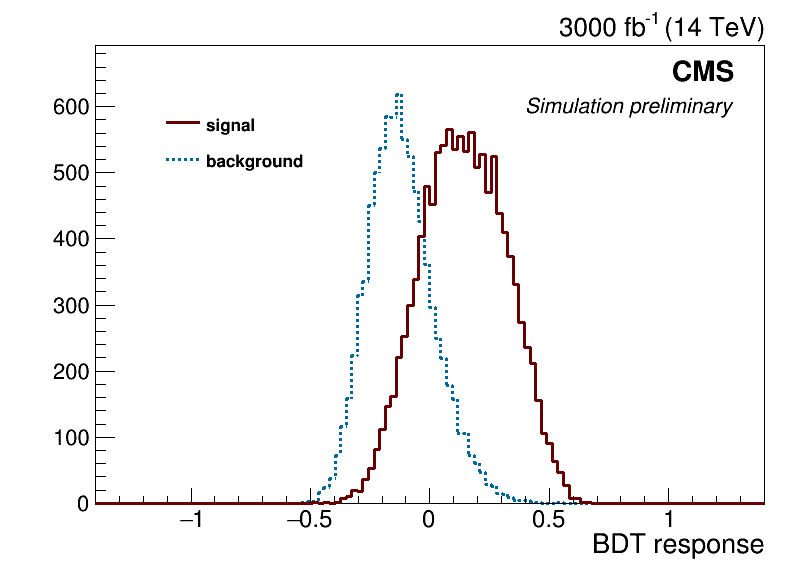 3000 fb-1 (14 TeV)
CMS
Simulation preliminary
signal
background
600
500
400
300
200
100
0
−1 −0.5 0 0.5 1
BDT response